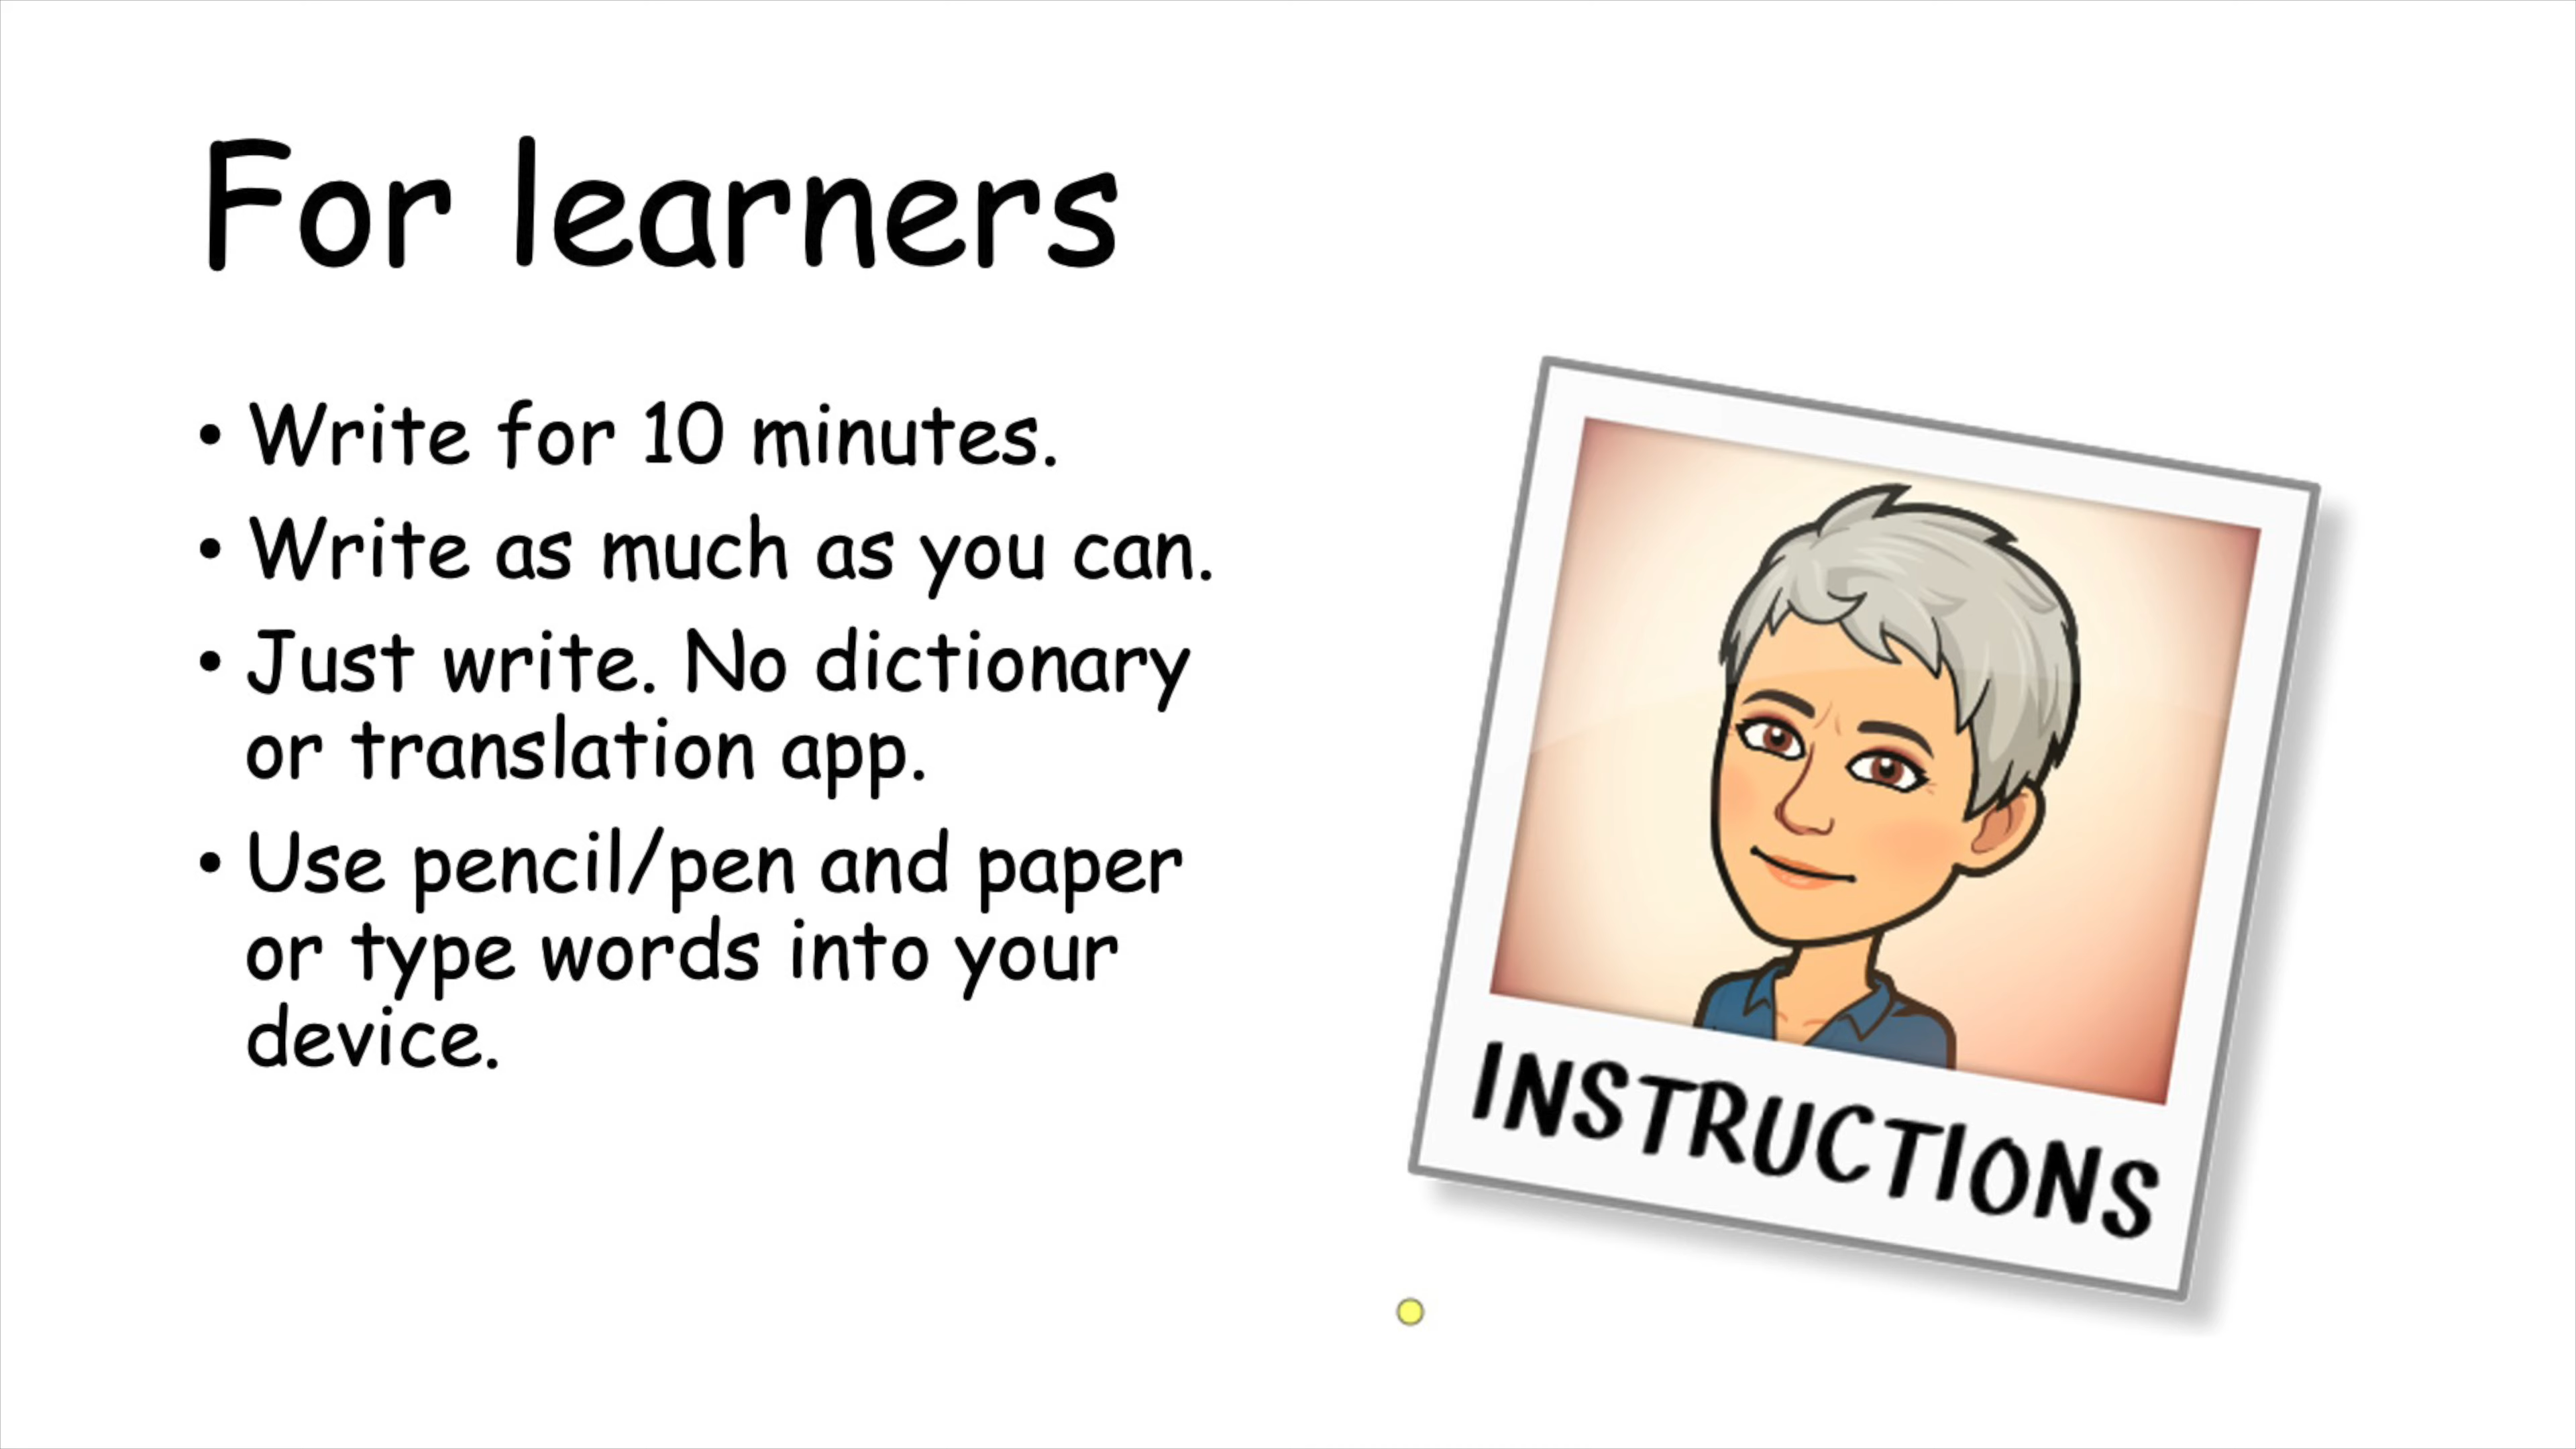 For learners
• Write for 10 minutes.
• Write as much as you can.
• Just write. No dictionary
or translation app.
• Use pencil/pen and paper
or type words into your
device.
INSTRUCTIONS